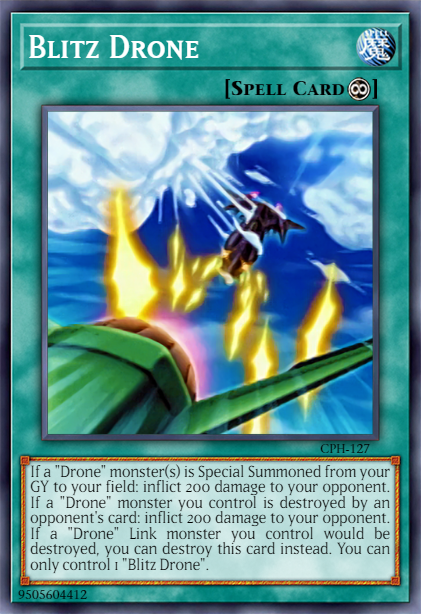 Blitz Drone
魔
[Spell Card∞]
CPH-127
If a "Drone" monster(s) is Special Summoned from your
GY to your field: inflict 200 damage to your opponent.
If a "Drone" monster you control is destroyed by an
opponent's card: inflict 200 damage to your opponent.
If a "Drone" Link monster you control would be
destroyed, you can destroy this card instead. You can
only control 1 "Blitz Drone".
9505604412